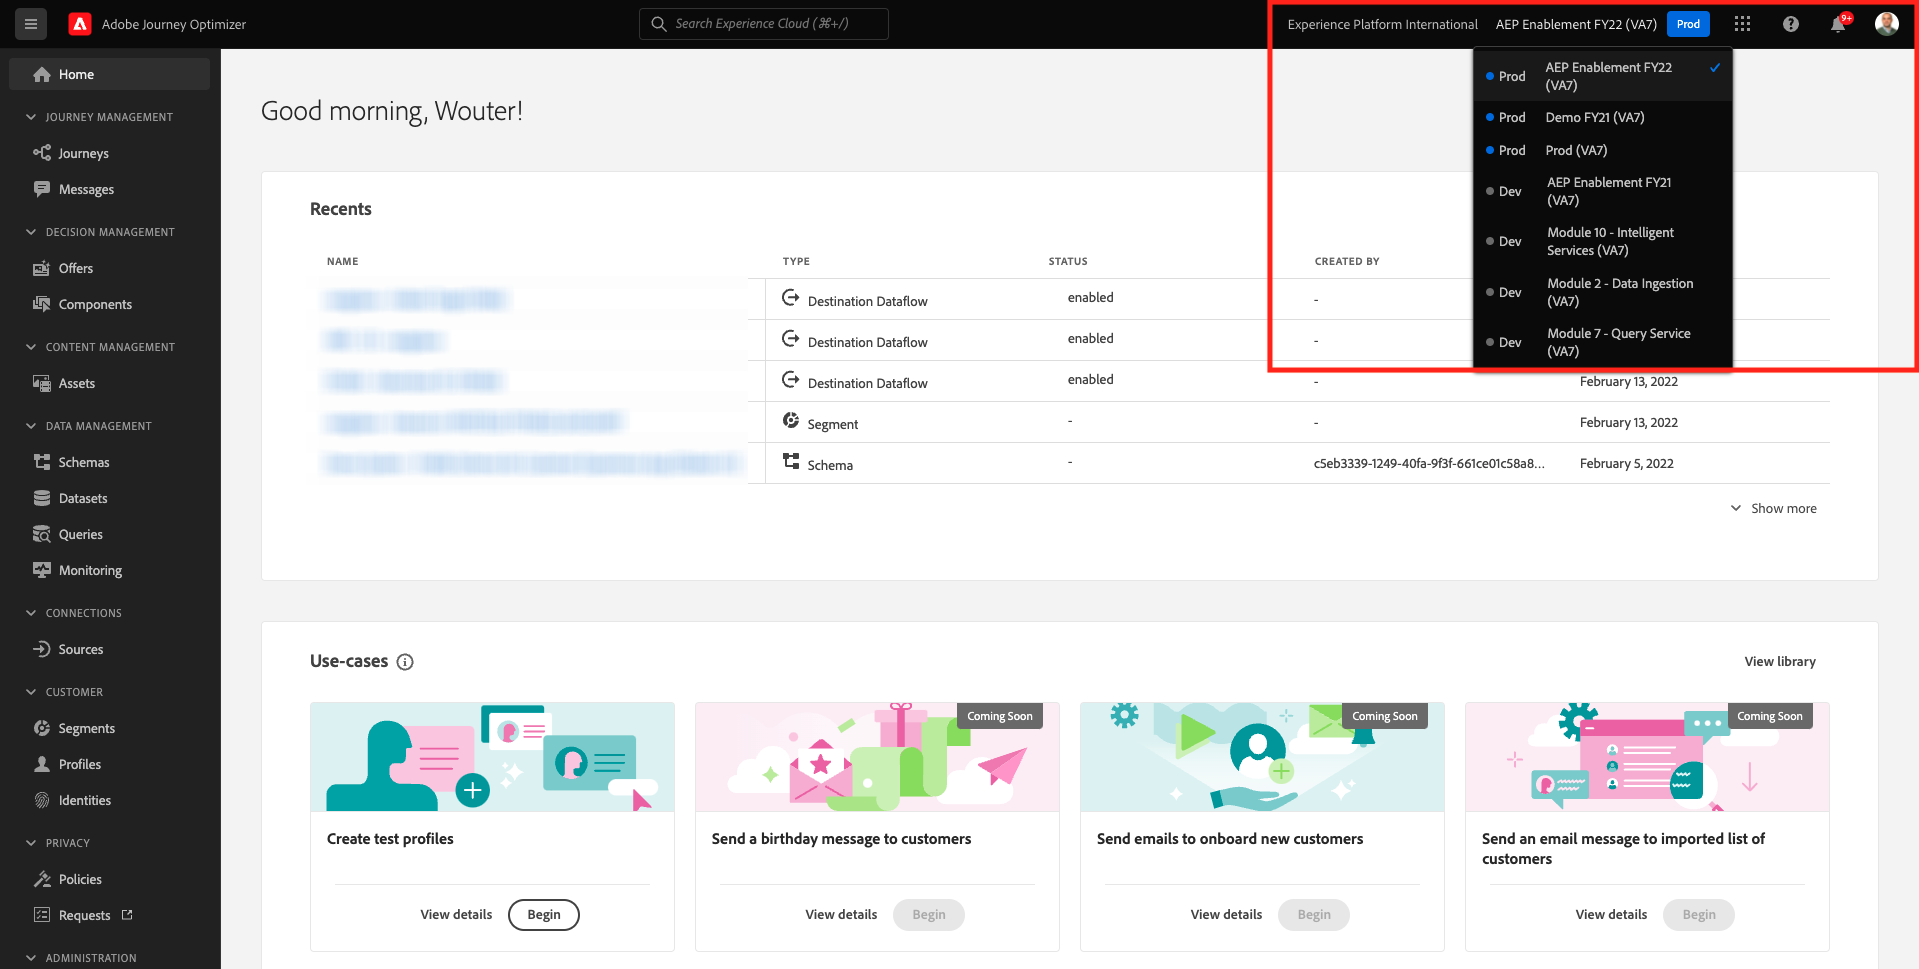 Adobe Journey Optimizer
Search Experience Cloud (⌘+/)
Experience Platform International
AEP Enablement FY22 (VA7)
Prod
9+
Prod
AEP Enablement FY22
(VA7)
Prod
Demo FY21 (VA7)
Prod
Prod (VA7)
Dev
AEP Enablement FY21
(VA7)
Dev
Module 10 - Intelligent
Services (VA7)
Dev
Module 2 - Data Ingestion
(VA7)
Dev
Module 7 - Query Service
(VA7)
Home
JOURNEY MANAGEMENT
Journeys
Messages
DECISION MANAGEMENT
Offers
Components
CONTENT MANAGEMENT
Assets
DATA MANAGEMENT
Schemas
Datasets
Queries
Monitoring
CONNECTIONS
Sources
CUSTOMER
Segments
Profiles
Identities
PRIVACY
Policies
Requests
ADMINISTRATION
Good morning, Wouter!
Recents
NAME
TYPE
STATUS
CREATED BY
Destination Dataflow
enabled
-
Destination Dataflow
enabled
-
Destination Dataflow
enabled
-
February 13, 2022
Segment
-
-
February 13, 2022
Schema
-
c5eb3339-1249-40fa-9f3f-661ce01c58a8...
February 5, 2022
Show more
Use-cases
View library
Create test profiles
View details
Begin
Coming Soon
Send a birthday message to customers
View details
Begin
Coming Soon
Send emails to onboard new customers
View details
Begin
Coming Soon
Send an email message to imported list of
customers
View details
Begin